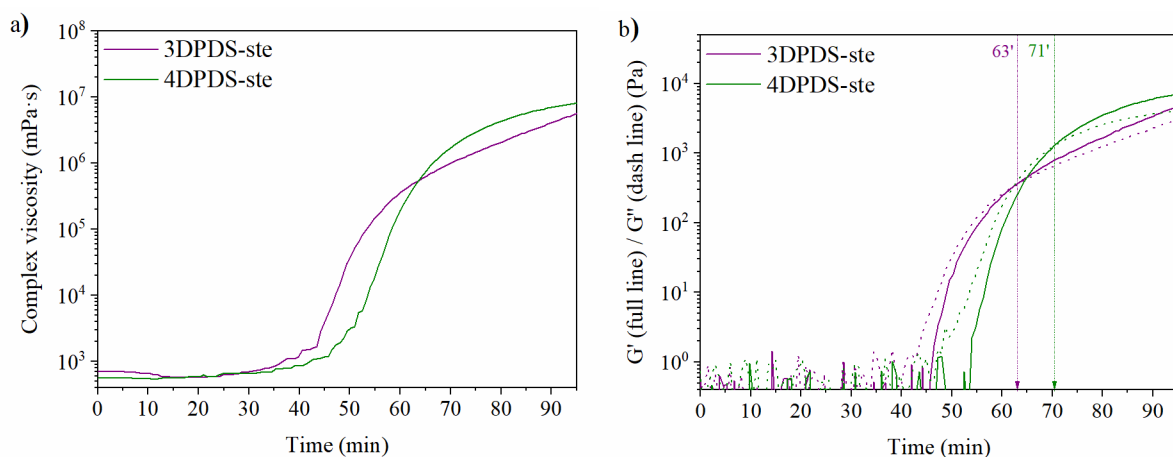 a)
10⁸
10⁷
10⁶
10⁵
10⁴
10³
Complex viscosity (mPa·s)
3DPDS-ste
4DPDS-ste
0 10 20 30 40 50 60 70 80 90
Time (min)
b)
10⁴
10³
10²
10¹
10⁰
G' (full line) / G" (dash line) (Pa)
3DPDS-ste
4DPDS-ste
63' 71'
0 10 20 30 40 50 60 70 80 90
Time (min)